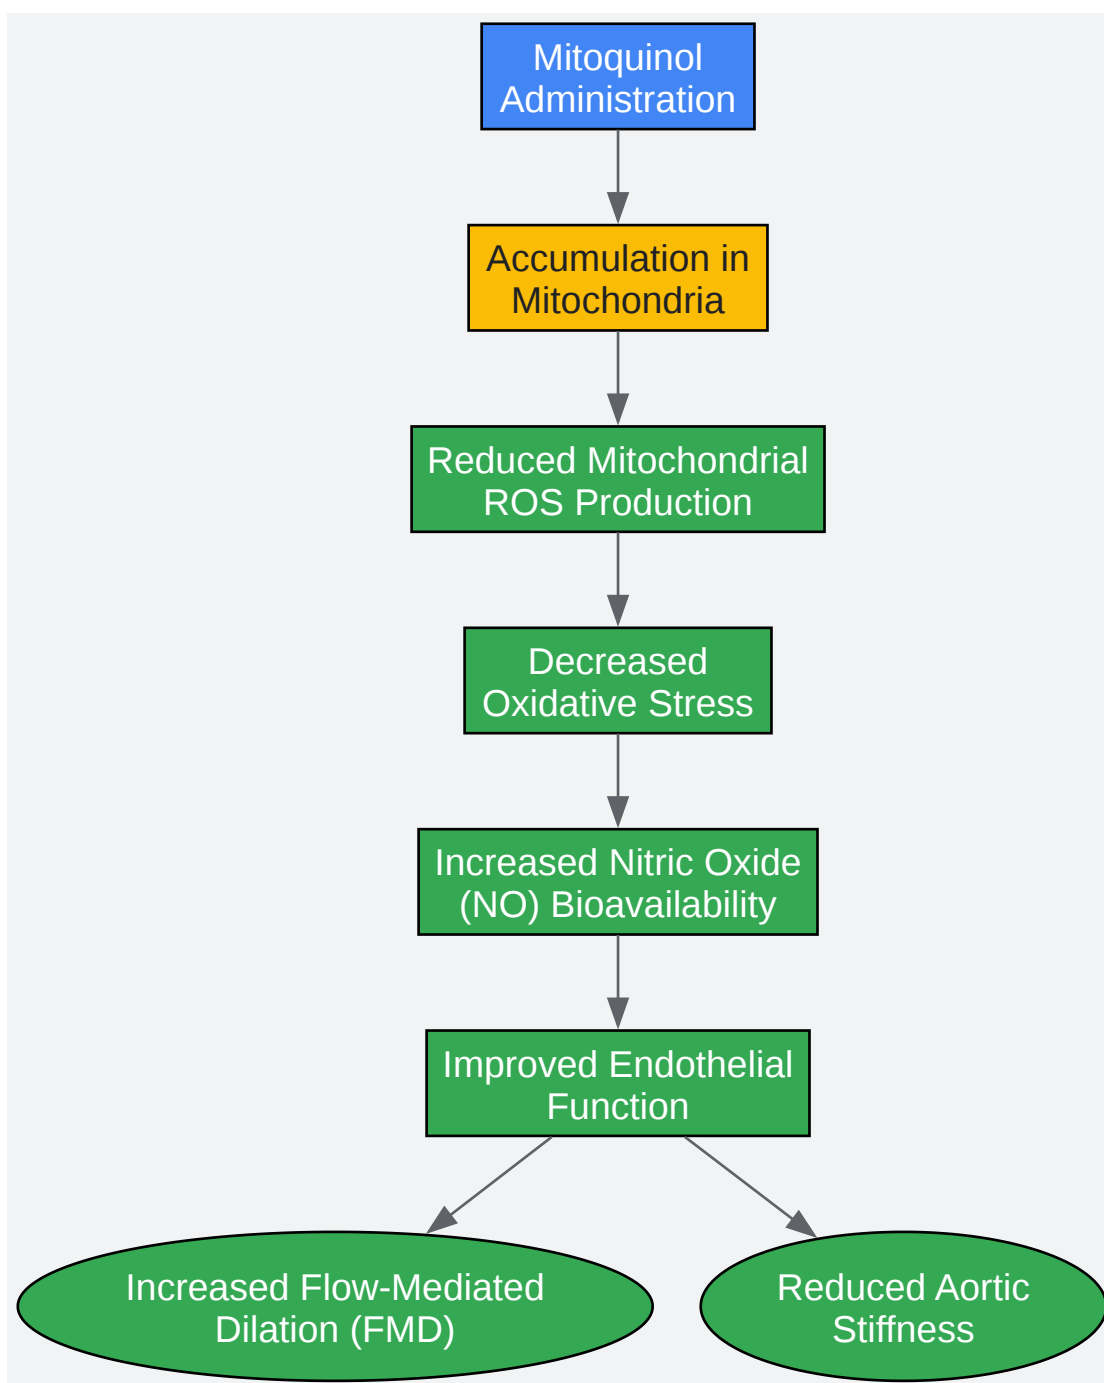 Mitoquinol
Administration
Accumulation in
Mitochondria
Reduced Mitochondrial
ROS Production
Decreased
Oxidative Stress
Increased Nitric Oxide
(NO) Bioavailability
Improved Endothelial
Function
Increased Flow-Mediated
Dilation (FMD)
Reduced Aortic
Stiffness